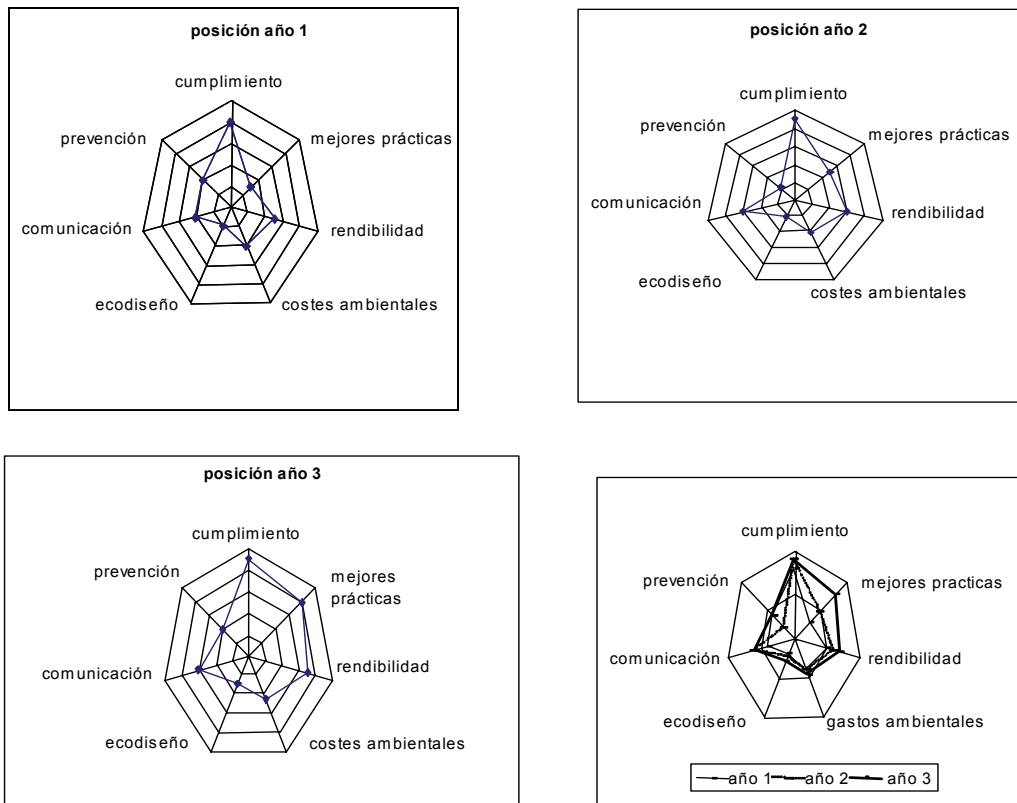 posición año 1
cumplimiento
prevención
mejores prácticas
comunicación
rendibilidad
ecodiseño
costes ambientales
posición año 2
cumplimiento
prevención
mejores prácticas
comunicación
rendibilidad
ecodiseño
costes ambientales
posición año 3
cumplimiento
prevención
mejores
prácticas
comunicación
rendibilidad
ecodiseño
costes ambientales
cumplimiento
prevención
mejores practicas
comunicación
rendibilidad
ecodiseño
gastos ambientales
año 1 año 2 año 3